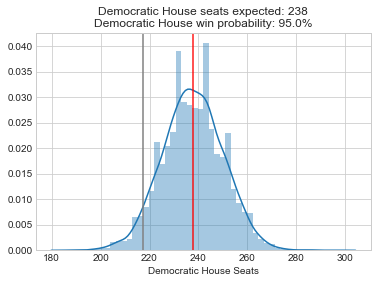 Democratic House seats expected: 238
Democratic House win probability: 95.0%
0.040
0.035
0.030
0.025
0.020
0.015
0.010
0.005
0.000
180 200 220 240 260 280 300
Democratic House Seats